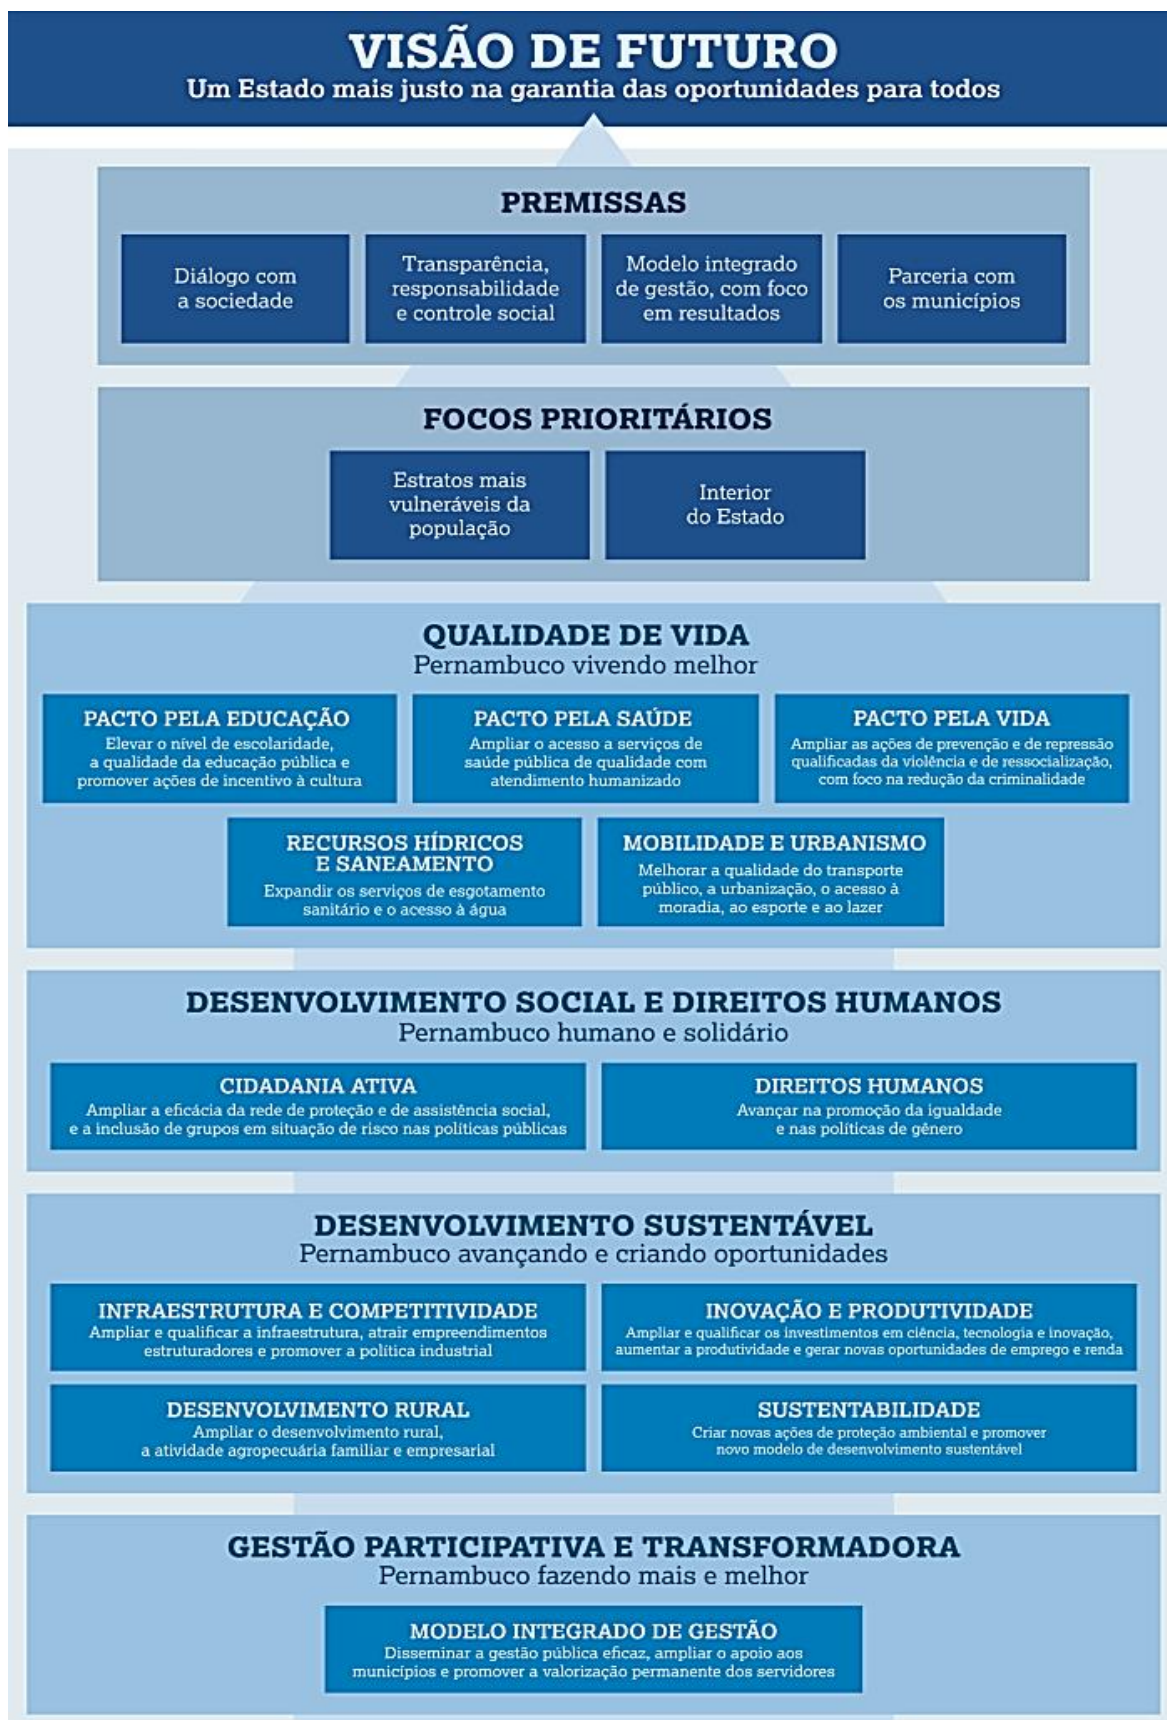 VISÃO DE FUTURO
Um Estado mais justo na garantia das oportunidades para todos
PREMISSAS
Diálogo com
a sociedade
Transparência,
responsabilidade
e controle social
Modelo integrado
de gestão, com foco
em resultados
Parceria com
os municípios
FOCOS PRIORITÁRIOS
Estratos mais
vulneráveis da
população
Interior
do Estado
QUALIDADE DE VIDA
Pernambuco vivendo melhor
PACTO PELA EDUCAÇÃO
Elevar o nível de escolaridade,
a qualidade da educação pública e
promover ações de incentivo à cultura
PACTO PELA SAÚDE
Ampliar o acesso a serviços de
saúde pública de qualidade com
atendimento humanizado
PACTO PELA VIDA
Ampliar as ações de prevenção e de repressão
qualificadas da violência e de ressocialização,
com foco na redução da criminalidade
RECURSOS HÍDRICOS
E SANEAMENTO
Expandir os serviços de esgotamento
sanitário e o acesso à água
MOBILIDADE E URBANISMO
Melhorar a qualidade do transporte
público, a urbanização, o acesso à
moradia, ao esporte e ao lazer
DESENVOLVIMENTO SOCIAL E DIREITOS HUMANOS
Pernambuco humano e solidário
CIDADANIA ATIVA
Ampliar a eficácia da rede de proteção e de assistência social,
e a inclusão de grupos em situação de risco nas políticas públicas
DIREITOS HUMANOS
Avançar na promoção da igualdade
e nas políticas de gênero
DESENVOLVIMENTO SUSTENTÁVEL
Pernambuco avançando e criando oportunidades
INFRAESTRUTURA E COMPETITIVIDADE
Ampliar e qualificar a infraestrutura, atrair empreendimentos
estruturadores e promover a política industrial
INOVAÇÃO E PRODUTIVIDADE
Ampliar e qualificar os investimentos em ciência, tecnologia e inovação,
aumentar a produtividade e gerar novas oportunidades de emprego e renda
DESENVOLVIMENTO RURAL
Ampliar o desenvolvimento rural,
a atividade agropecuária familiar e empresarial
SUSTENTABILIDADE
Criar novas ações de proteção ambiental e promover
novo modelo de desenvolvimento sustentável
GESTÃO PARTICIPATIVA E TRANSFORMADORA
Pernambuco fazendo mais e melhor
MODELO INTEGRADO DE GESTÃO
Disseminar a gestão pública eficaz, ampliar o apoio aos
municípios e promover a valorização permanente dos servidores